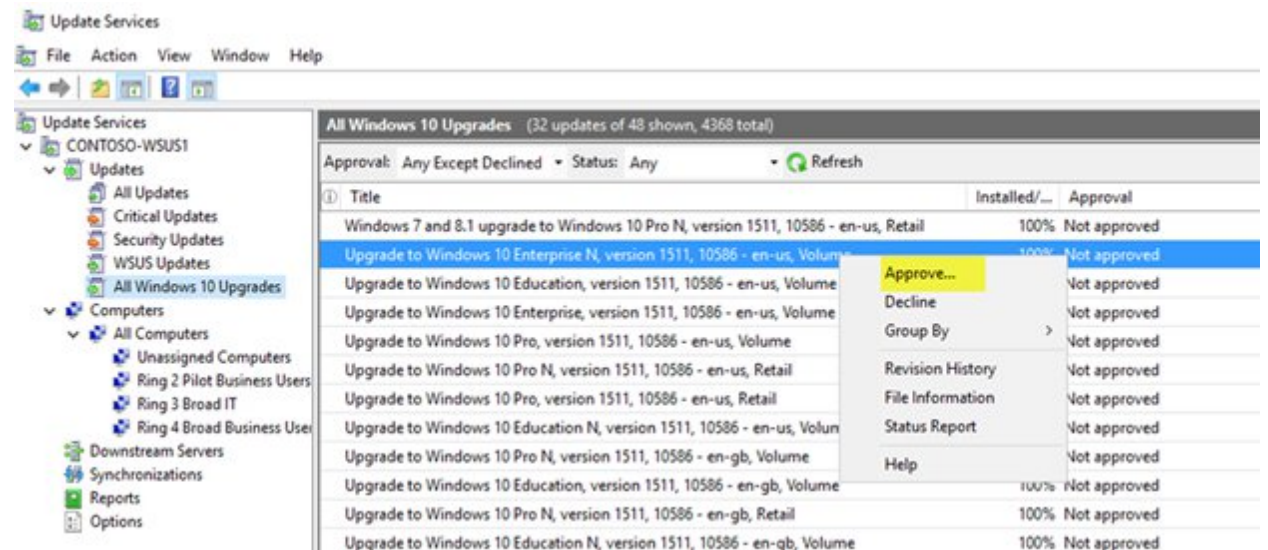 Update Services
File Action View Window Help
Update Services
CONTOSO-WSUS1
Updates
All Updates
Critical Updates
Security Updates
WSUS Updates
All Windows 10 Upgrades
Computers
All Computers
Unassigned Computers
Ring 2 Pilot Business Users
Ring 3 Broad IT
Ring 4 Broad Business User
Downstream Servers
Synchronizations
Reports
Options
All Windows 10 Upgrades (32 updates of 48 shown, 4368 total)
Approval: Any Except Declined Status: Any Refresh
Title Installed/... Approval
Windows 7 and 8.1 upgrade to Windows 10 Pro N, version 1511, 10586 - en-us, Retail 100% Not approved
Upgrade to Windows 10 Enterprise N, version 1511, 10586 - en-us, Volume 100% Not approved
Upgrade to Windows 10 Education, version 1511, 10586 - en-us, Volume Not approved
Upgrade to Windows 10 Enterprise, version 1511, 10586 - en-us, Volume Not approved
Upgrade to Windows 10 Pro, version 1511, 10586 - en-us, Volume Not approved
Upgrade to Windows 10 Pro N, version 1511, 10586 - en-us, Retail Not approved
Upgrade to Windows 10 Pro, version 1511, 10586 - en-us, Retail Not approved
Upgrade to Windows 10 Education N, version 1511, 10586 - en-us, Volum Not approved
Upgrade to Windows 10 Pro N, version 1511, 10586 - en-gb, Volume Not approved
Upgrade to Windows 10 Education, version 1511, 10586 - en-gb, Volume 100% Not approved
Upgrade to Windows 10 Pro N, version 1511, 10586 - en-gb, Retail 100% Not approved
Upgrade to Windows 10 Education N, version 1511, 10586 - en-gb, Volume 100% Not approved
Approve...
Decline
Group By
Revision History
File Information
Status Report
Help